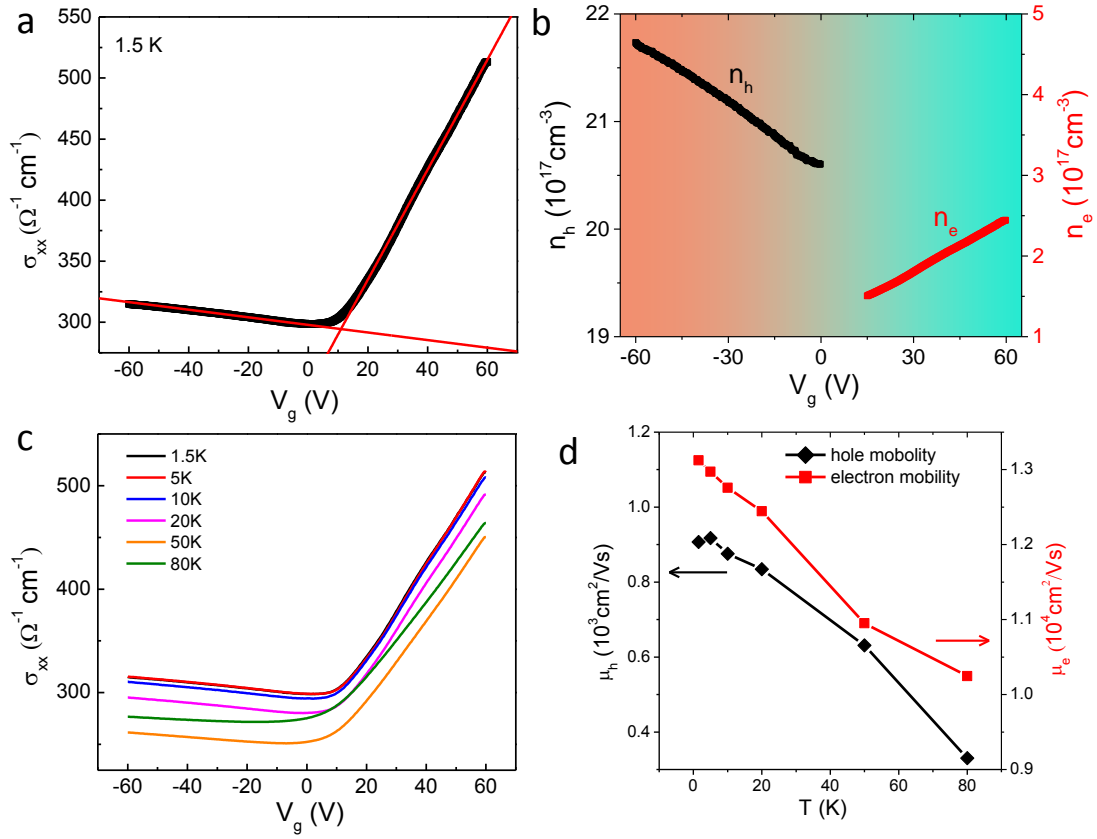 a
1.5 K
550
500
450
400
350
300
σxx (Ω⁻¹ cm⁻¹)
-60 -40 -20 0 20 40 60
Vg (V)
b
22
21
20
19
nh (10¹⁷cm⁻³)
nh
ne
5
4
3
2
1
ne (10¹⁷cm⁻³)
-60 -30 0 30 60
Vg (V)
c
1.5K
5K
10K
20K
50K
80K
500
400
300
σxx (Ω⁻¹ cm⁻¹)
-60 -40 -20 0 20 40 60
Vg (V)
d
hole mobolity
electron mobility
1.2
1.0
0.8
0.6
0.4
μh (10³cm²/Vs)
1.3
1.2
1.1
1.0
0.9
μe (10⁴cm²/Vs)
0 20 40 60 80
T (K)